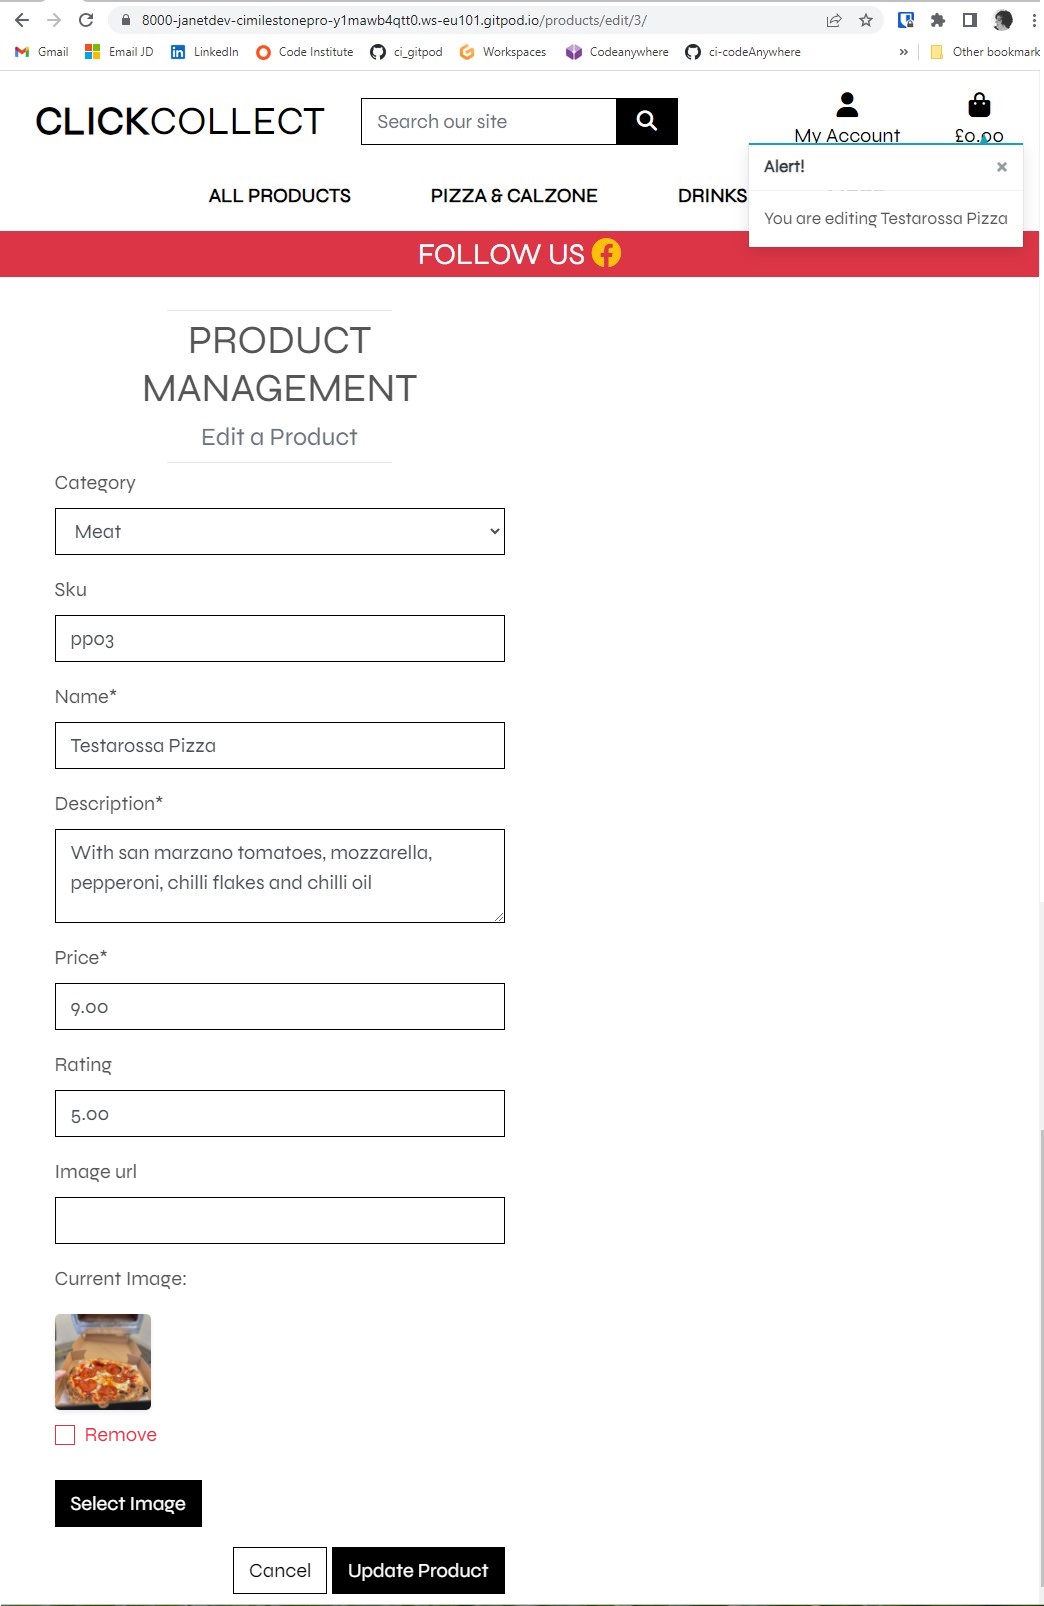 8000-janetdev-cimilestonepro-y1mawb4qtt0.ws-eu101.gitpod.io/products/edit/3/
Gmail Email JD LinkedIn Code Institute ci_gitpod Workspaces Codeanywhere ci-codeAnywhere » Other bookmark
CLICKCOLLECT
Search our site
My Account
£0.00
Alert! ×
You are editing Testarossa Pizza
ALL PRODUCTS PIZZA & CALZONE DRINKS
FOLLOW US
PRODUCT
MANAGEMENT
Edit a Product
Category
Meat
Sku
pp03
Name*
Testarossa Pizza
Description*
With san marzano tomatoes, mozzarella,
pepperoni, chilli flakes and chilli oil
Price*
9.00
Rating
5.00
Image url
Current Image:
Remove
Select Image
Cancel Update Product